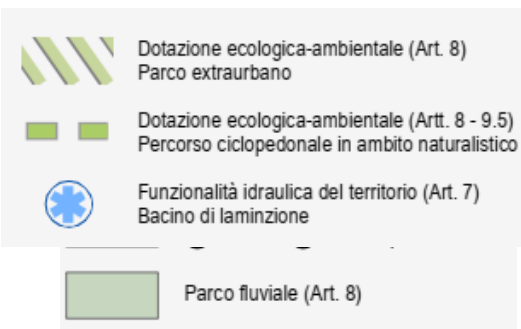 Dotazione ecologica-ambientale (Art. 8)
Parco extraurbano
Dotazione ecologica-ambientale (Artt. 8 - 9.5)
Percorso ciclopedonale in ambito naturalistico
Funzionalità idraulica del territorio (Art. 7)
Bacino di laminzione
Parco fluviale (Art. 8)